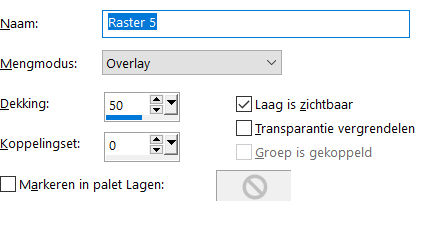 Naam: Raster 5
Mengmodus: Overlay
Dekking: 50
Laag is zichtbaar
Transparantie vergrendelen
Koppelingset: 0
Groep is gekoppeld
Markeren in palet Lagen: